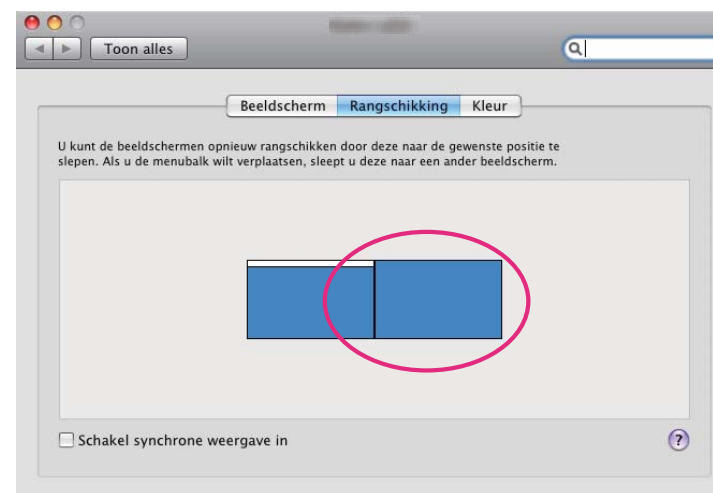 Toon alles
Beeldscherm Rangschikking Kleur
U kunt de beeldschermen opnieuw rangschikken door deze naar de gewenste positie te
slepen. Als u de menubalk wilt verplaatsen, sleept u deze naar een ander beeldscherm.
Schakel synchrone weergave in
?